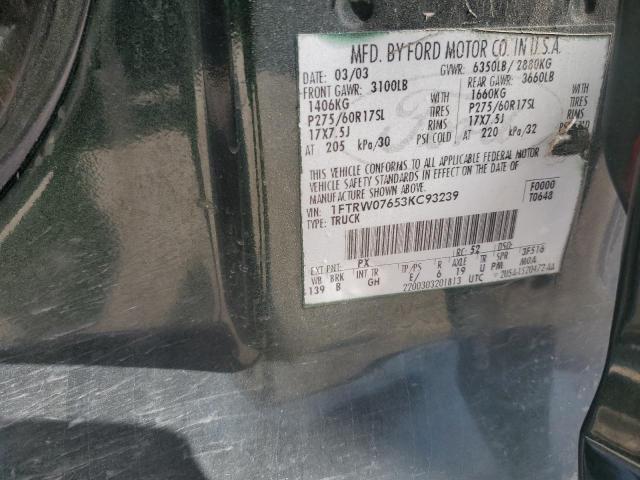 MFD. BY FORD MOTOR CO. IN U.S.A.
DATE: 03/03 GVWR: 6350LB/ 2880KG
FRONT GAWR: 3100LB REAR GAWR: 3660LB
1406KG WITH 1660KG WITH
P275/60R17SL TIRES P275/60R17SL TIRES
17X7.5J RIMS 17X7.5J RIMS
AT 205 kPa/30 PSI COLD AT 220 kPa/32 PSI COLD
THIS VEHICLE CONFORMS TO ALL APPLICABLE FEDERAL MOTOR
VEHICLE SAFETY STANDARDS IN EFFECT ON THE DATE OF
MANUFACTURE SHOWN ABOVE.
VIN: 1FTRW07653KC93239 F0000
TYPE: TRUCK T0648
EXT PNT: PX RC: 52 DSO: 3F516
WB BRK INT TR TP/PS R AXLE TR SPR
139 B GH E/ 6 19 U PM M0A
2200303201813 UTC